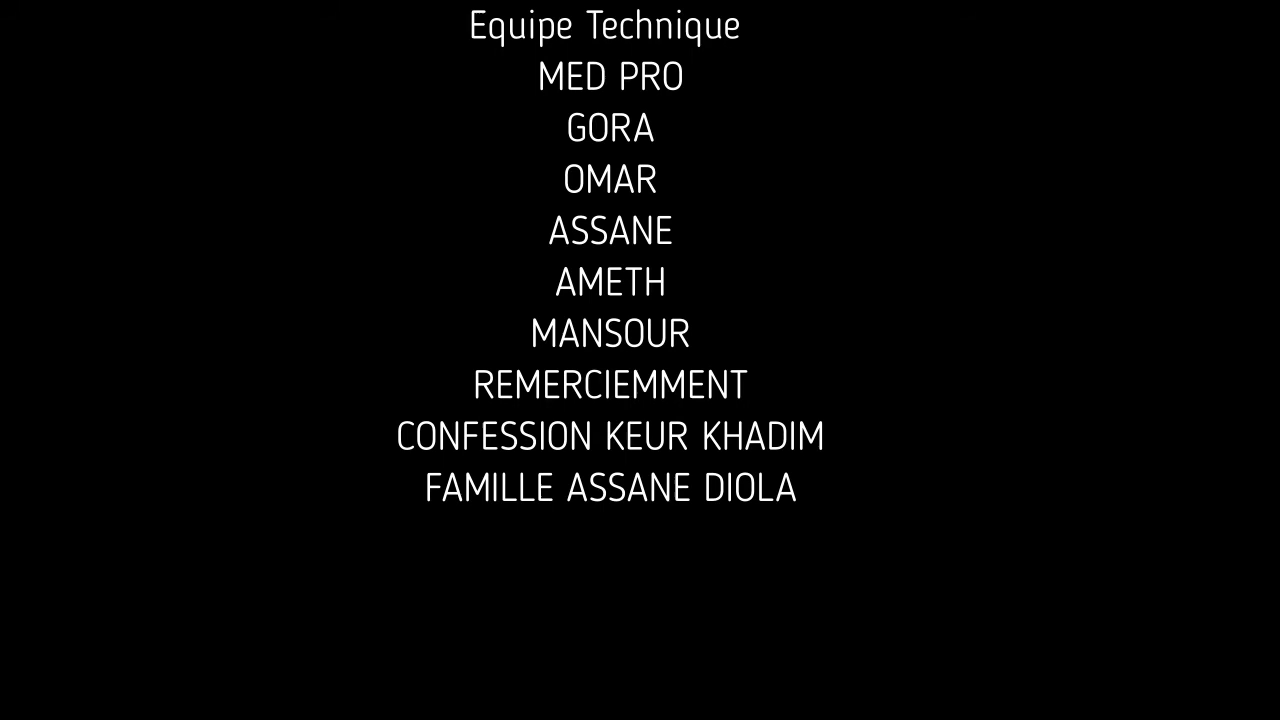 Equipe Technique
MED PRO
GORA
OMAR
ASSANE
AMETH
MANSOUR
REMERCIEMMENT
CONFESSION KEUR KHADIM
FAMILLE ASSANE DIOLA